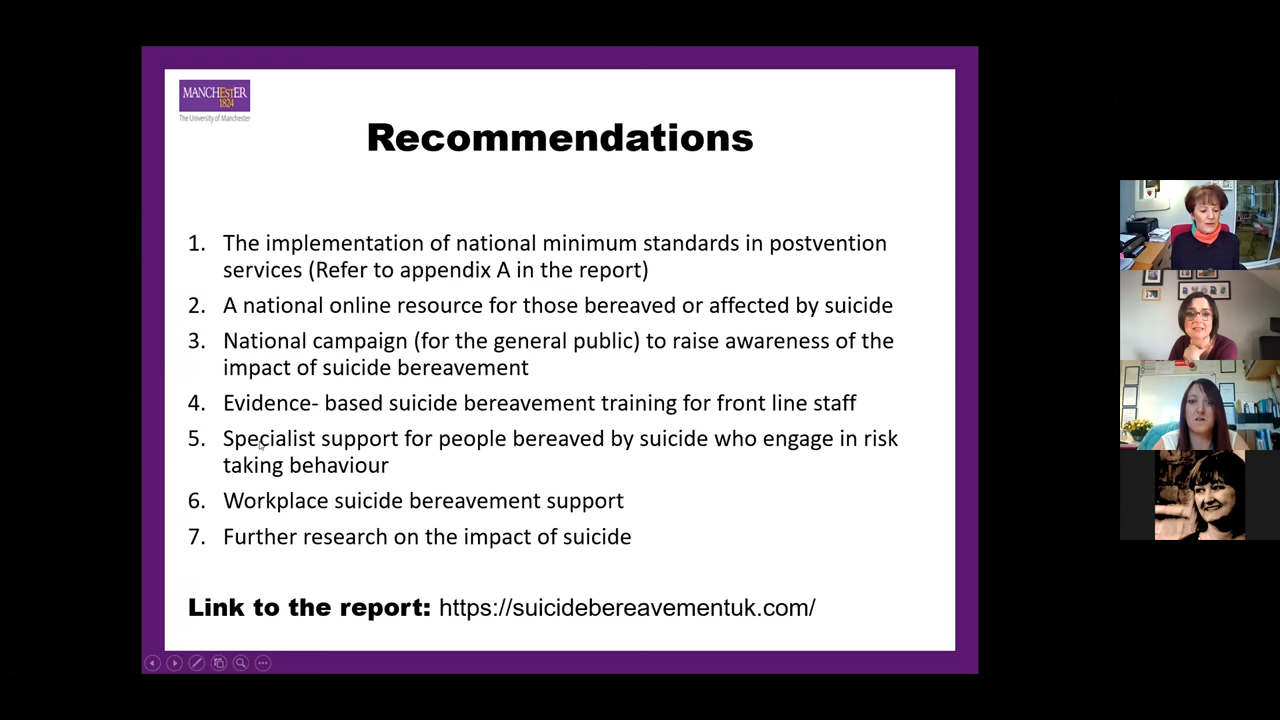 MANCHESTER
1824
The University of Manchester
Recommendations
1. The implementation of national minimum standards in postvention
services (Refer to appendix A in the report)
2. A national online resource for those bereaved or affected by suicide
3. National campaign (for the general public) to raise awareness of the
impact of suicide bereavement
4. Evidence- based suicide bereavement training for front line staff
5. Specialist support for people bereaved by suicide who engage in risk
taking behaviour
6. Workplace suicide bereavement support
7. Further research on the impact of suicide
Link to the report: https://suicidebereavementuk.com/